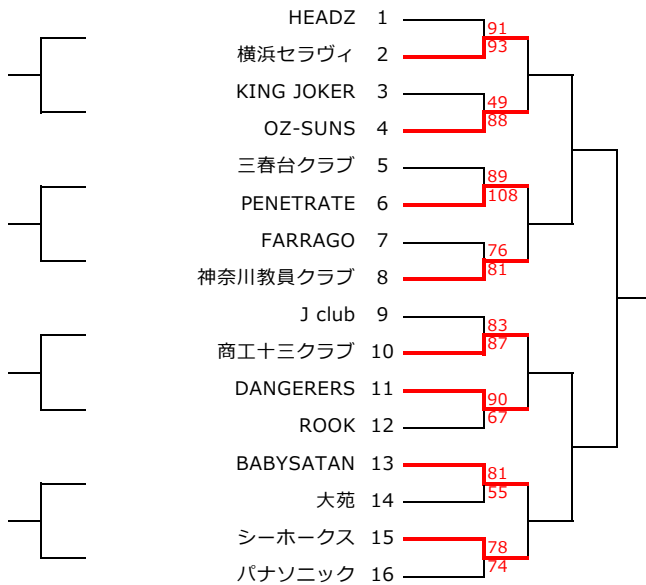 HEADZ 1
91
93
横浜セラヴィ 2
KING JOKER 3
49
88
OZ-SUNS 4
三春台クラブ 5
89
108
PENETRATE 6
FARRAGO 7
76
81
神奈川教員クラブ 8
J club 9
83
87
商工十三クラブ 10
DANGERERS 11
90
67
ROOK 12
BABYSATAN 13
81
55
大苑 14
シーホークス 15
78
74
パナソニック 16